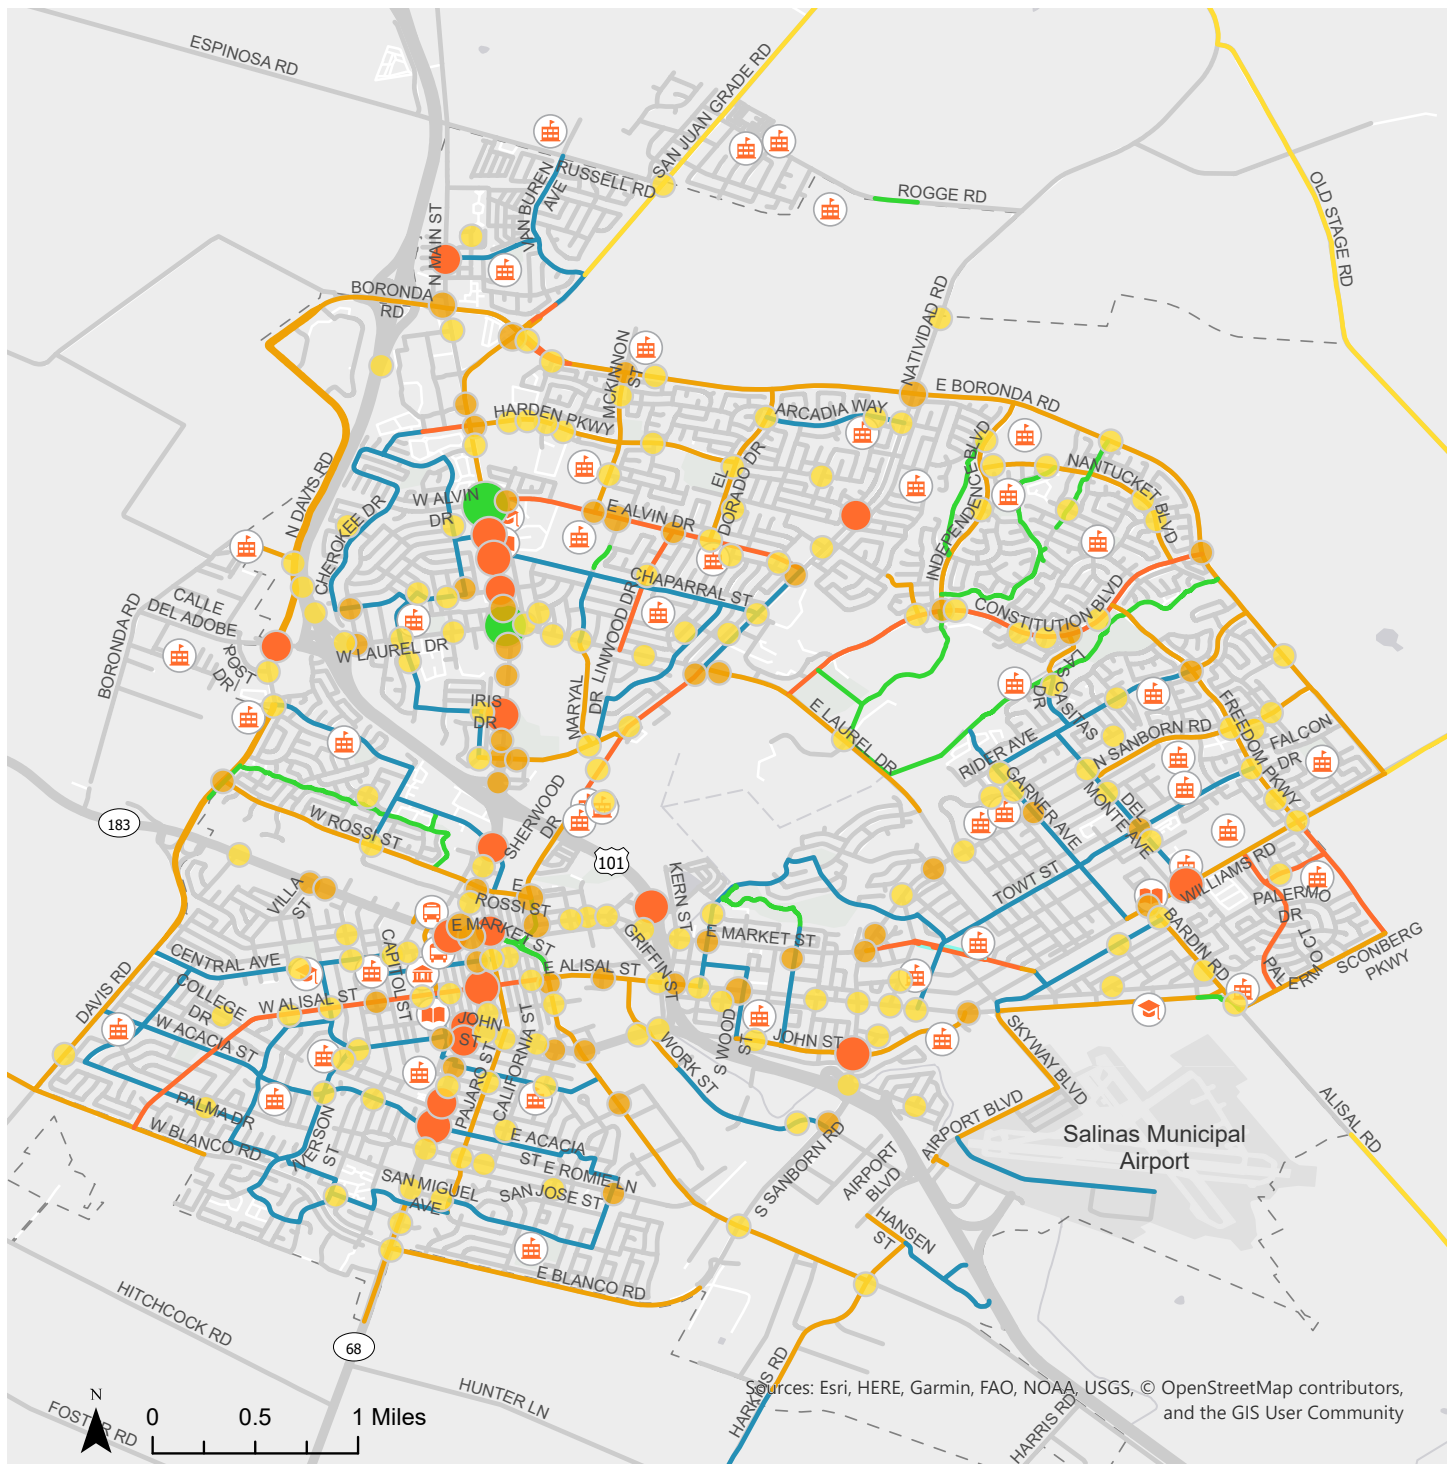 ESPINOSA RD
SAN JUAN GRADE RD
RUSSELL RD
VAN BUREN
AVE
ROGGE RD
OLD STAGE RD
N MAIN ST
BORONDA
RD
NATIVIDAD RD
MCKINNON
ST
E BORONDA RD
ARCADIA WAY
HARDEN PKWY
INDEPENDENCE BLVD
NANTUCKET
BLVD
EL
DORADO DR
N DAVIS RD
W ALVIN
DR
E ALVIN DR
CHEROKEE DR
CHAPARRAL ST
CONSTITUTION BLVD
CALLE
DEL ADOBE
BORONDA RD
POST
DR
W LAUREL DR
LINWOOD DR
MARYAL
DR
IRIS
DR
E LAUREL DR
LAS CASITAS
DR
RIDER AVE
N SANBORN RD
FREEDOM PKWY
FALCON
DR
GARNER AVE
DEL
MONTE AVE
183
W ROSSI ST
SHERWOOD
DR
101
KERN ST
TOWT ST
WILLIAMS RD
PALERMO
DR
VILLA
ST
E
ROSSI ST
E MARKET ST
E MARKET ST
GRIFFIN ST
BARDIN RD
SCONBERG
PKWY
CENTRAL AVE
CAPITOL ST
E ALISAL ST
DAVIS RD
COLLEGE
DR
W ALISAL ST
W ACACIA ST
JOHN
ST
JOHN ST
S WOOD
ST
WORK ST
SKYWAY BLVD
PAJARO ST
CALIFORNIA ST
PALMA DR
W BLANCO RD
IVERSON
ST
E ACACIA
ST
E ROMIE LN
AIRPORT BLVD
ALISAL RD
Salinas Municipal
Airport
S SANBORN RD
AIRPORT
BLVD
SAN MIGUEL
AVE
SAN JOSE ST
HANSEN
ST
E BLANCO RD
HITCHCOCK RD
68
HUNTER LN
FOSTER RD
HARKINS RD
HARRIS RD
N
0 0.5 1 Miles
Sources: Esri, HERE, Garmin, FAO, NOAA, USGS, © OpenStreetMap contributors,
and the GIS User Community